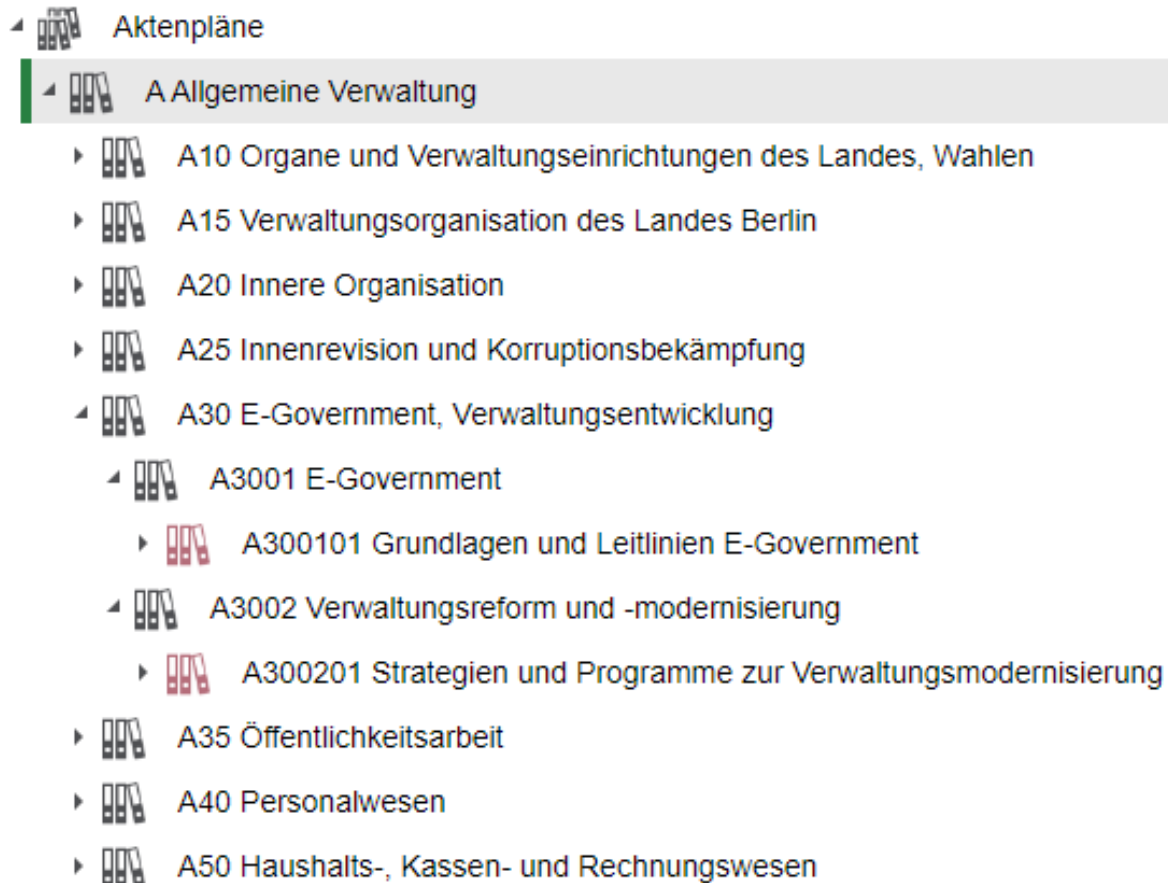 Aktenpläne
A Allgemeine Verwaltung
A10 Organe und Verwaltungseinrichtungen des Landes, Wahlen
A15 Verwaltungsorganisation des Landes Berlin
A20 Innere Organisation
A25 Innenrevision und Korruptionsbekämpfung
A30 E-Government, Verwaltungsentwicklung
A3001 E-Government
A300101 Grundlagen und Leitlinien E-Government
A3002 Verwaltungsreform und -modernisierung
A300201 Strategien und Programme zur Verwaltungsmodernisierung
A35 Öffentlichkeitsarbeit
A40 Personalwesen
A50 Haushalts-, Kassen- und Rechnungswesen